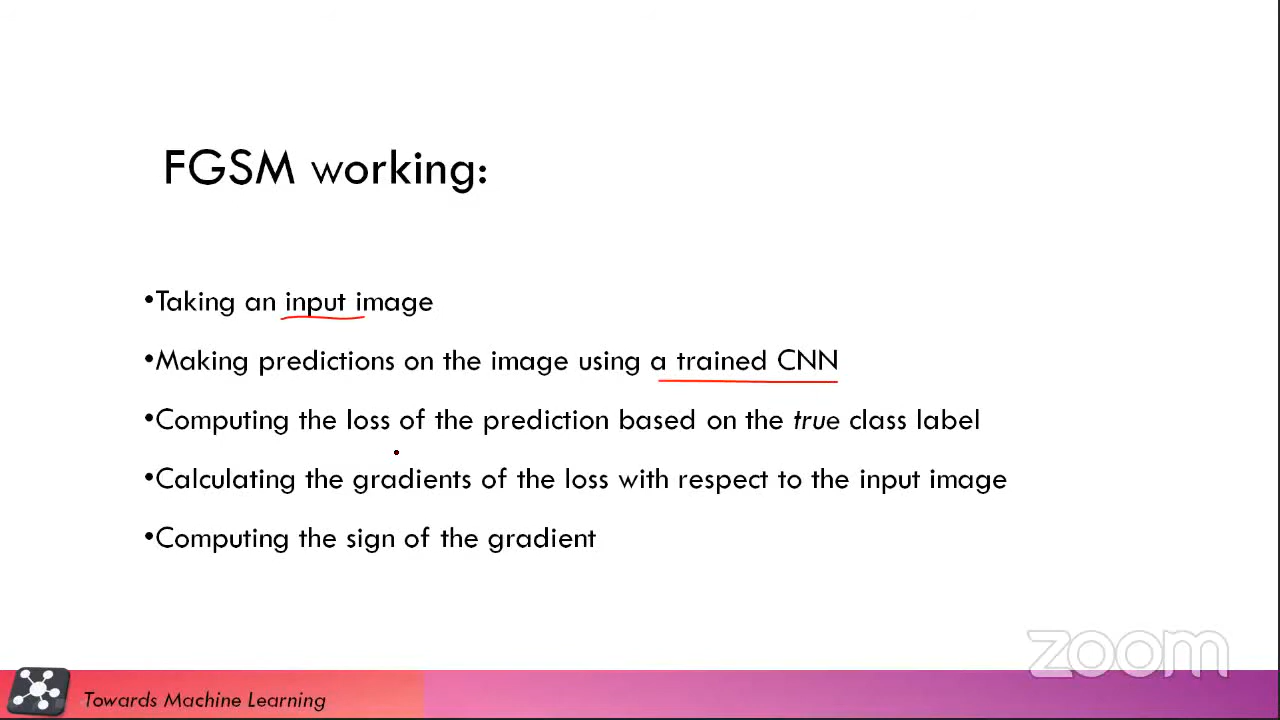 FGSM working:
•Taking an input image
•Making predictions on the image using a trained CNN
•Computing the loss of the prediction based on the true class label
•Calculating the gradients of the loss with respect to the input image
•Computing the sign of the gradient
zoom
Towards Machine Learning